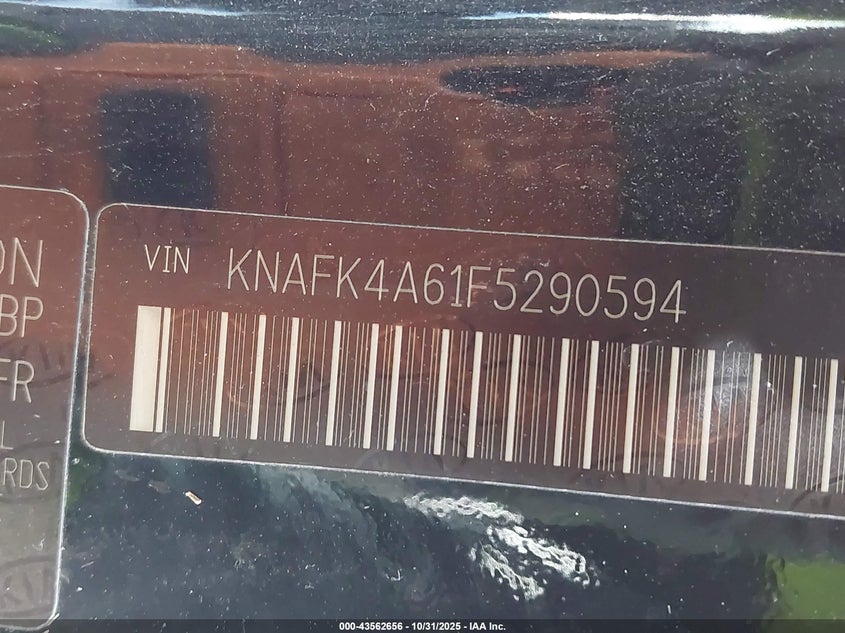 ON
BP
FR
L
RDS
VIN KNAFK4A61F5290594
000-43562656 - 10/31/2025 - IAA Inc.